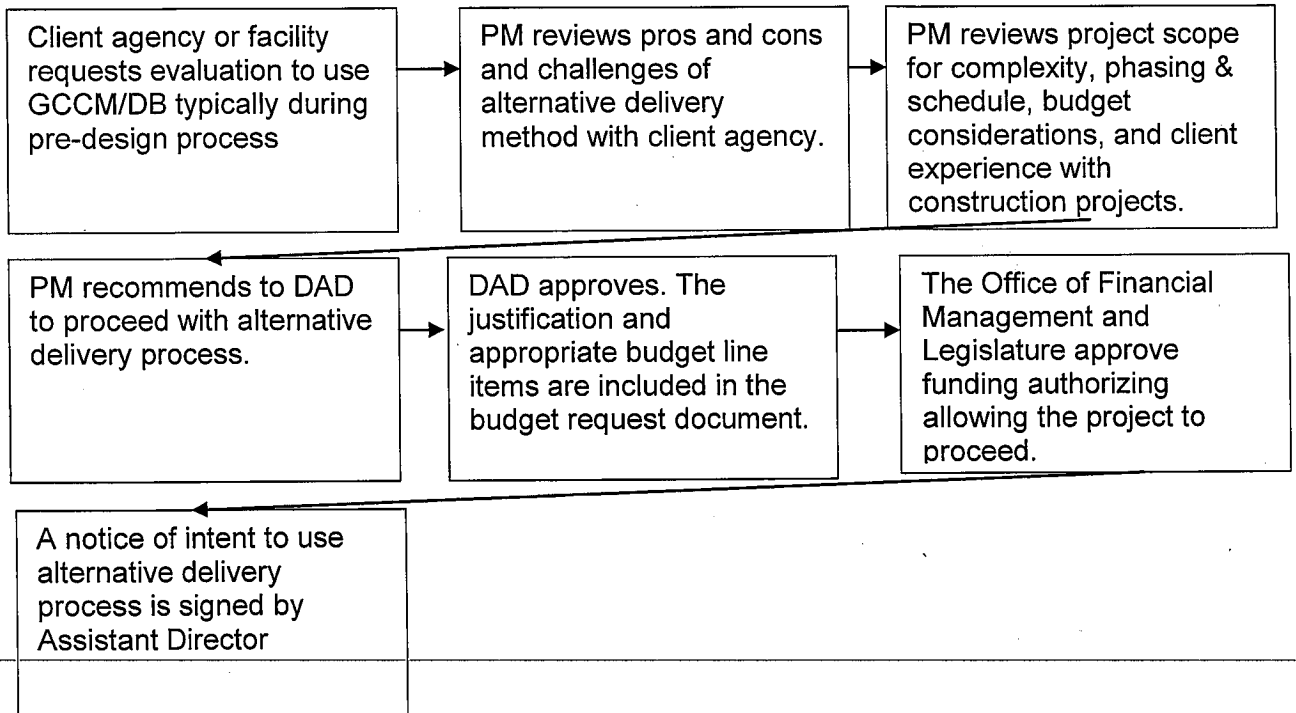 Client agency or facility
requests evaluation to use
GCCM/DB typically during
pre-design process
PM reviews pros and cons
and challenges of
alternative delivery
method with client agency.
PM reviews project scope
for complexity, phasing &
schedule, budget
considerations, and client
experience with
construction projects.
PM recommends to DAD
to proceed with alternative
delivery process.
DAD approves. The
justification and
appropriate budget line
items are included in the
budget request document.
The Office of Financial
Management and
Legislature approve
funding authorizing
allowing the project to
proceed.
A notice of intent to use
alternative delivery
process is signed by
Assistant Director